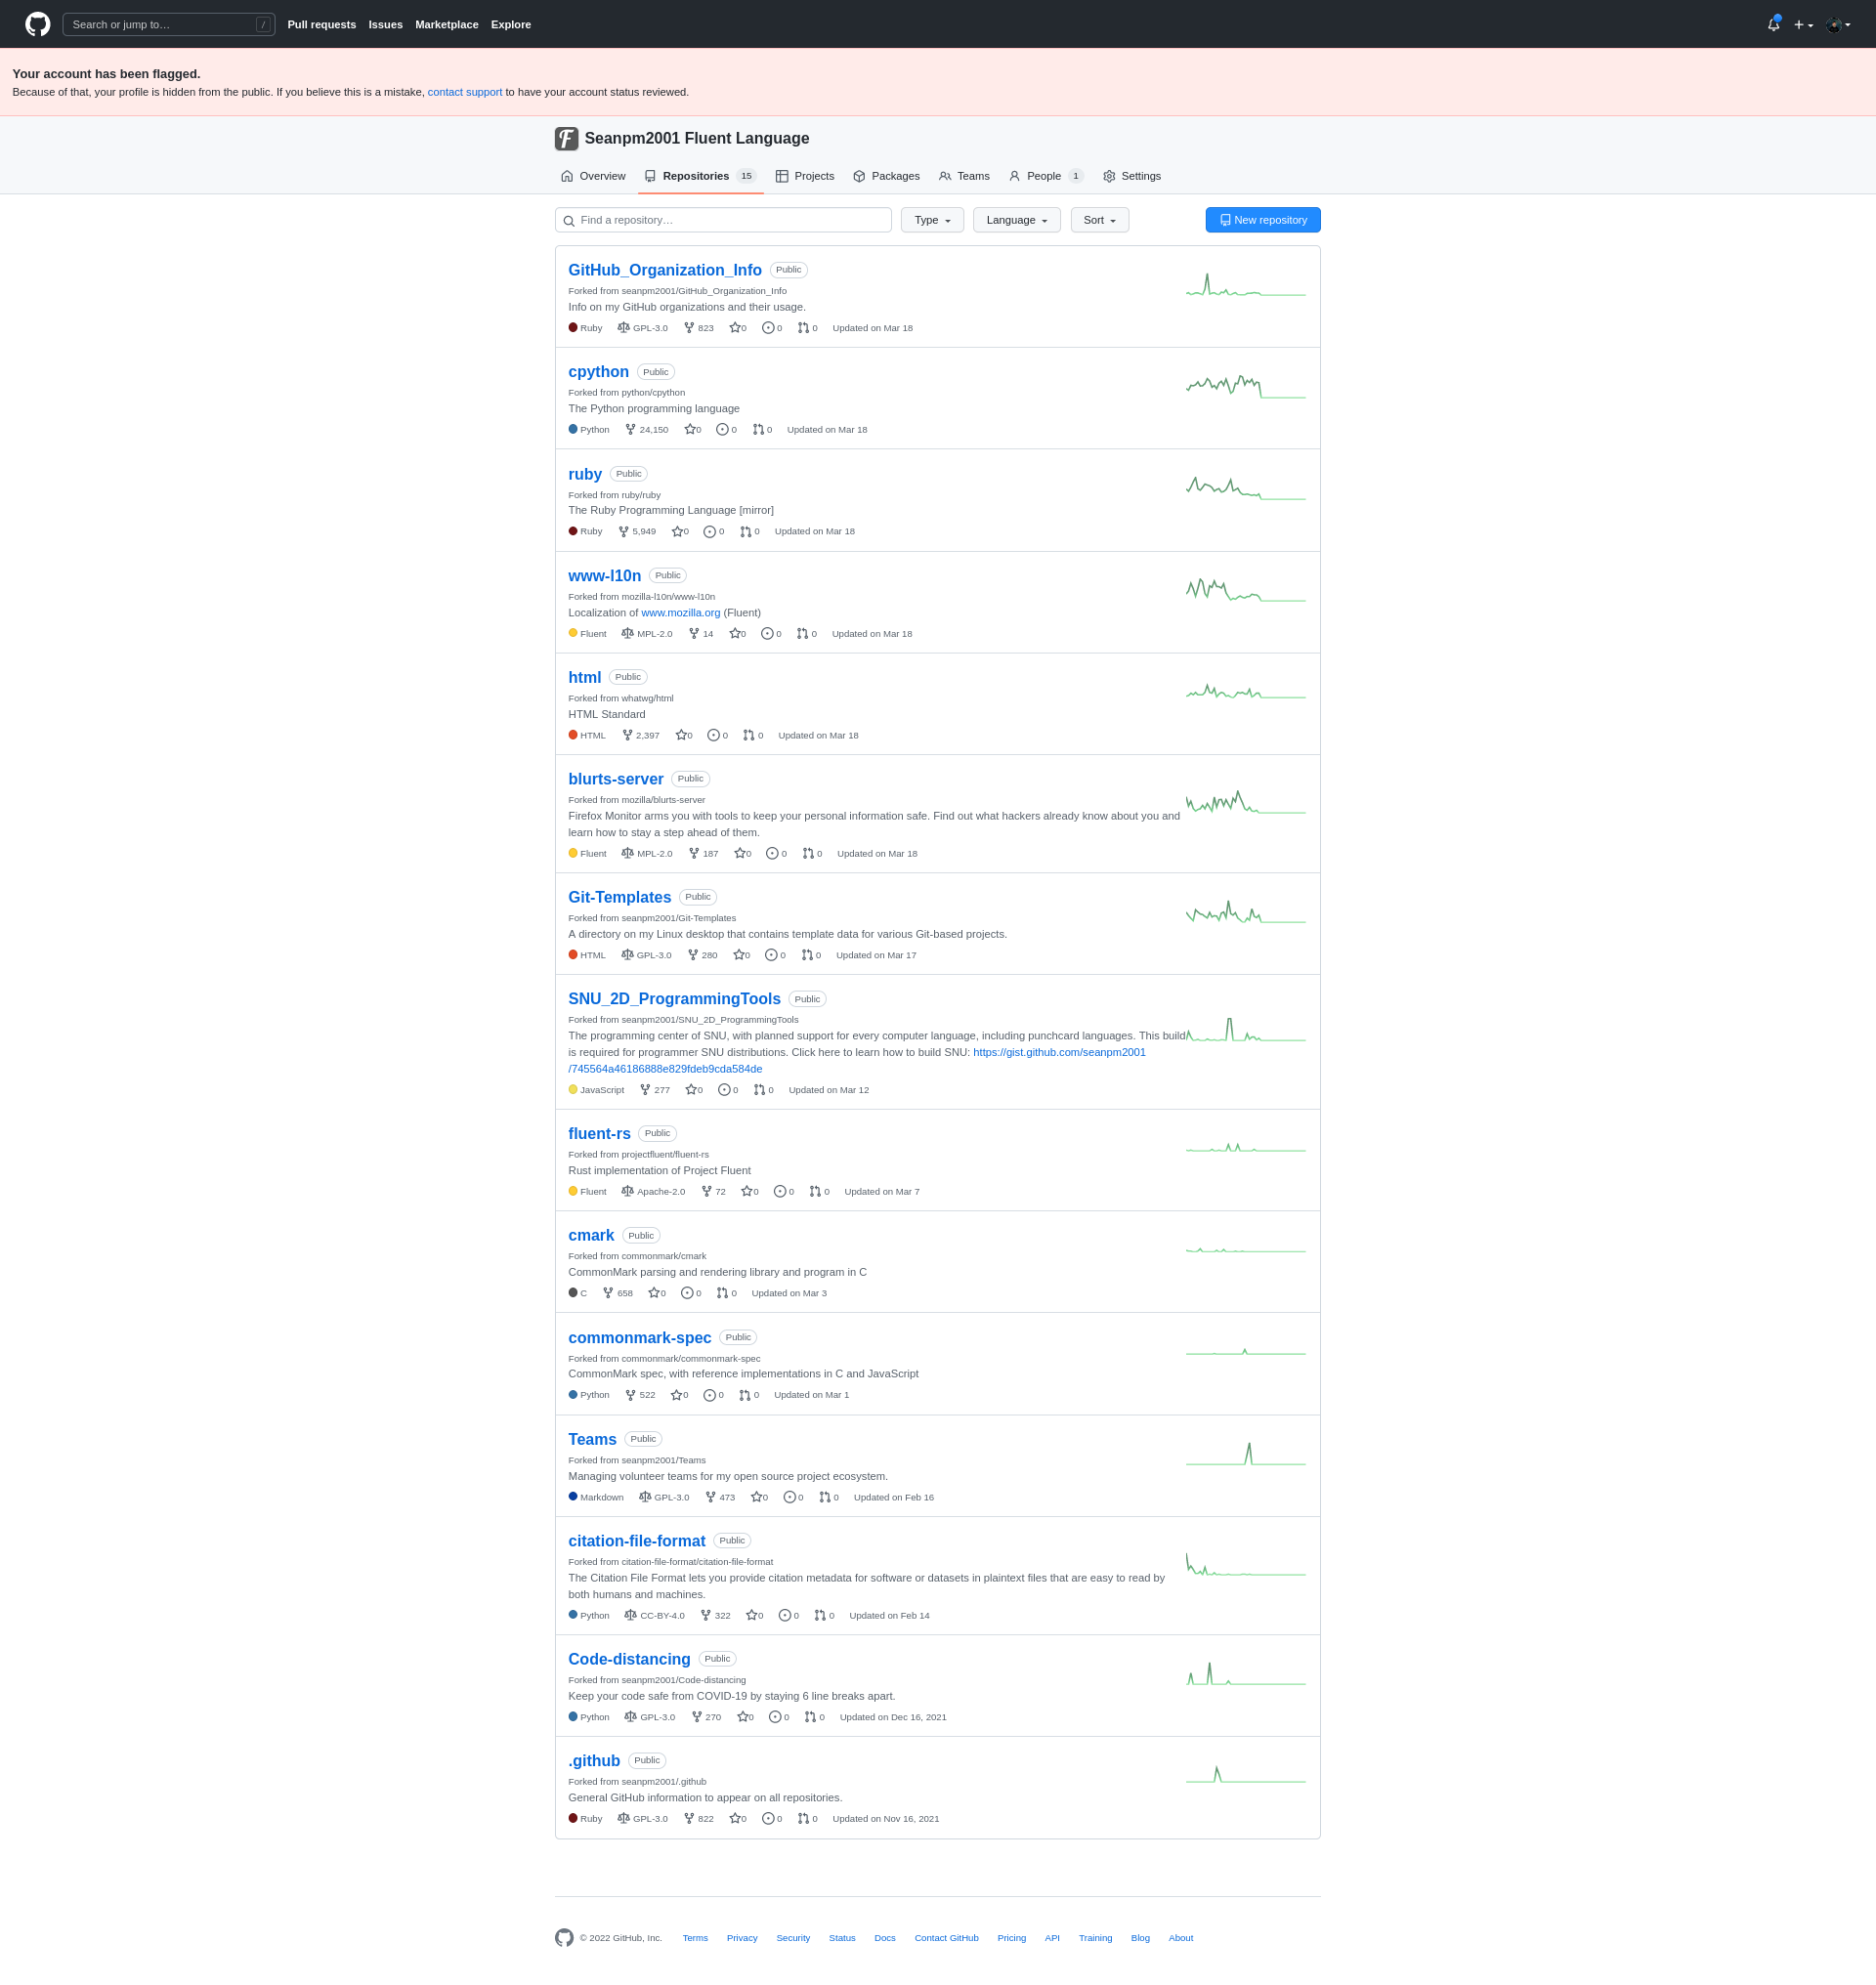 Search or jump to… /
Pull requests Issues Marketplace Explore
Your account has been flagged.
Because of that, your profile is hidden from the public. If you believe this is a mistake, contact support to have your account status reviewed.
Seanpm2001 Fluent Language
Overview Repositories 15 Projects Packages Teams People 1 Settings
Find a repository… Type Language Sort New repository
GitHub_Organization_Info Public
Forked from seanpm2001/GitHub_Organization_Info
Info on my GitHub organizations and their usage.
Ruby GPL-3.0 823 0 0 0 Updated on Mar 18
cpython Public
Forked from python/cpython
The Python programming language
Python 24,150 0 0 0 Updated on Mar 18
ruby Public
Forked from ruby/ruby
The Ruby Programming Language [mirror]
Ruby 5,949 0 0 0 Updated on Mar 18
www-l10n Public
Forked from mozilla-l10n/www-l10n
Localization of www.mozilla.org (Fluent)
Fluent MPL-2.0 14 0 0 0 Updated on Mar 18
html Public
Forked from whatwg/html
HTML Standard
HTML 2,397 0 0 0 Updated on Mar 18
blurts-server Public
Forked from mozilla/blurts-server
Firefox Monitor arms you with tools to keep your personal information safe. Find out what hackers already know about you and
learn how to stay a step ahead of them.
Fluent MPL-2.0 187 0 0 0 Updated on Mar 18
Git-Templates Public
Forked from seanpm2001/Git-Templates
A directory on my Linux desktop that contains template data for various Git-based projects.
HTML GPL-3.0 280 0 0 0 Updated on Mar 17
SNU_2D_ProgrammingTools Public
Forked from seanpm2001/SNU_2D_ProgrammingTools
The programming center of SNU, with planned support for every computer language, including punchcard languages. This build
is required for programmer SNU distributions. Click here to learn how to build SNU: https://gist.github.com/seanpm2001
/745564a46186888e829fdeb9cda584de
JavaScript 277 0 0 0 Updated on Mar 12
fluent-rs Public
Forked from projectfluent/fluent-rs
Rust implementation of Project Fluent
Fluent Apache-2.0 72 0 0 0 Updated on Mar 7
cmark Public
Forked from commonmark/cmark
CommonMark parsing and rendering library and program in C
C 658 0 0 0 Updated on Mar 3
commonmark-spec Public
Forked from commonmark/commonmark-spec
CommonMark spec, with reference implementations in C and JavaScript
Python 522 0 0 0 Updated on Mar 1
Teams Public
Forked from seanpm2001/Teams
Managing volunteer teams for my open source project ecosystem.
Markdown GPL-3.0 473 0 0 0 Updated on Feb 16
citation-file-format Public
Forked from citation-file-format/citation-file-format
The Citation File Format lets you provide citation metadata for software or datasets in plaintext files that are easy to read by
both humans and machines.
Python CC-BY-4.0 322 0 0 0 Updated on Feb 14
Code-distancing Public
Forked from seanpm2001/Code-distancing
Keep your code safe from COVID-19 by staying 6 line breaks apart.
Python GPL-3.0 270 0 0 0 Updated on Dec 16, 2021
.github Public
Forked from seanpm2001/.github
General GitHub information to appear on all repositories.
Ruby GPL-3.0 822 0 0 0 Updated on Nov 16, 2021
© 2022 GitHub, Inc. Terms Privacy Security Status Docs Contact GitHub Pricing API Training Blog About